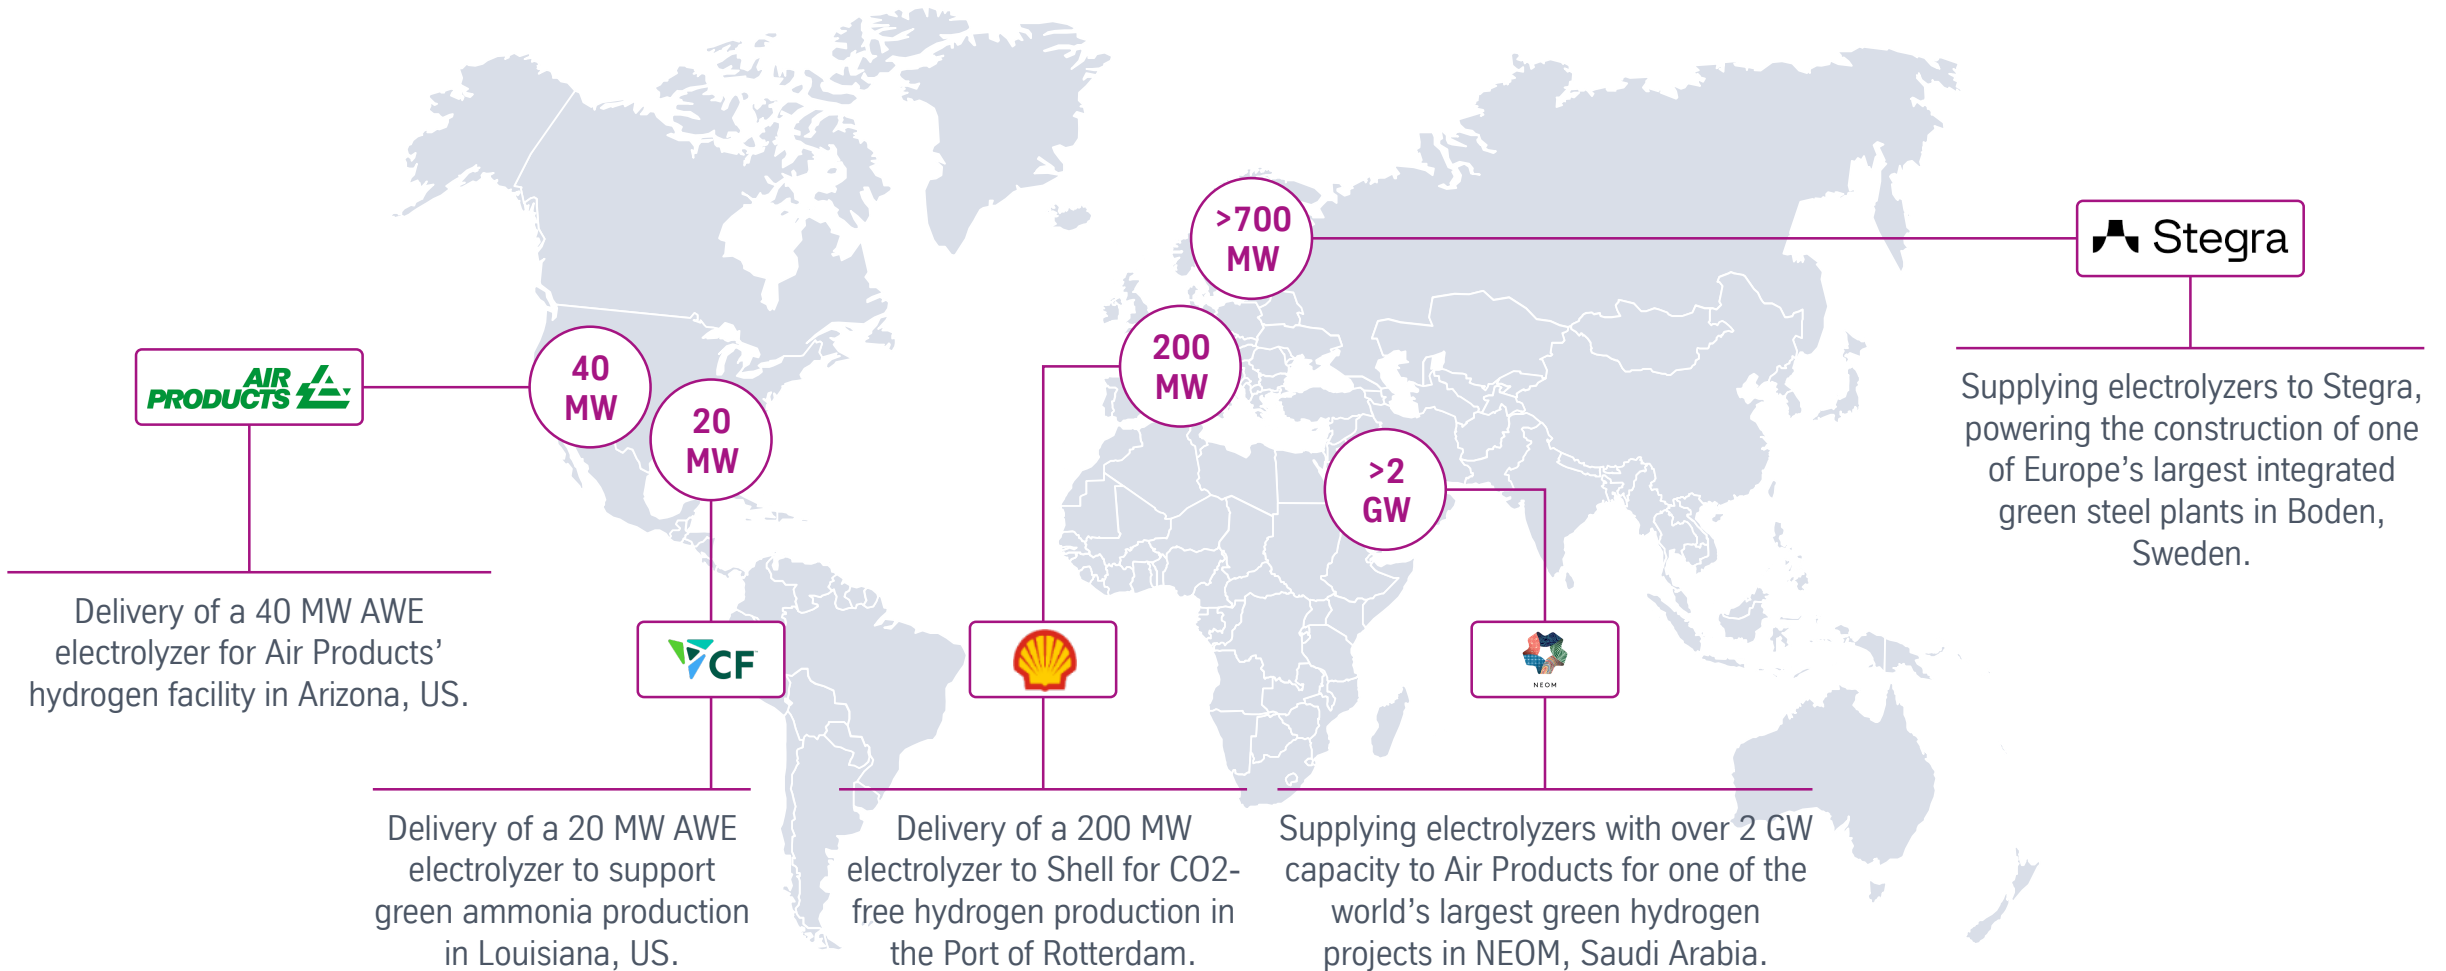 >700
MW
Stegra
200
MW
40
MW
AIR
PRODUCTS
20
MW
>2
GW
Supplying electrolyzers to Stegra,
powering the construction of one
of Europe’s largest integrated
green steel plants in Boden,
Sweden.
Delivery of a 40 MW AWE
electrolyzer for Air Products’
hydrogen facility in Arizona, US.
CF
NEOM
Delivery of a 20 MW AWE
electrolyzer to support
green ammonia production
in Louisiana, US.
Delivery of a 200 MW
electrolyzer to Shell for CO2-
free hydrogen production in
the Port of Rotterdam.
Supplying electrolyzers with over 2 GW
capacity to Air Products for one of the
world’s largest green hydrogen
projects in NEOM, Saudi Arabia.